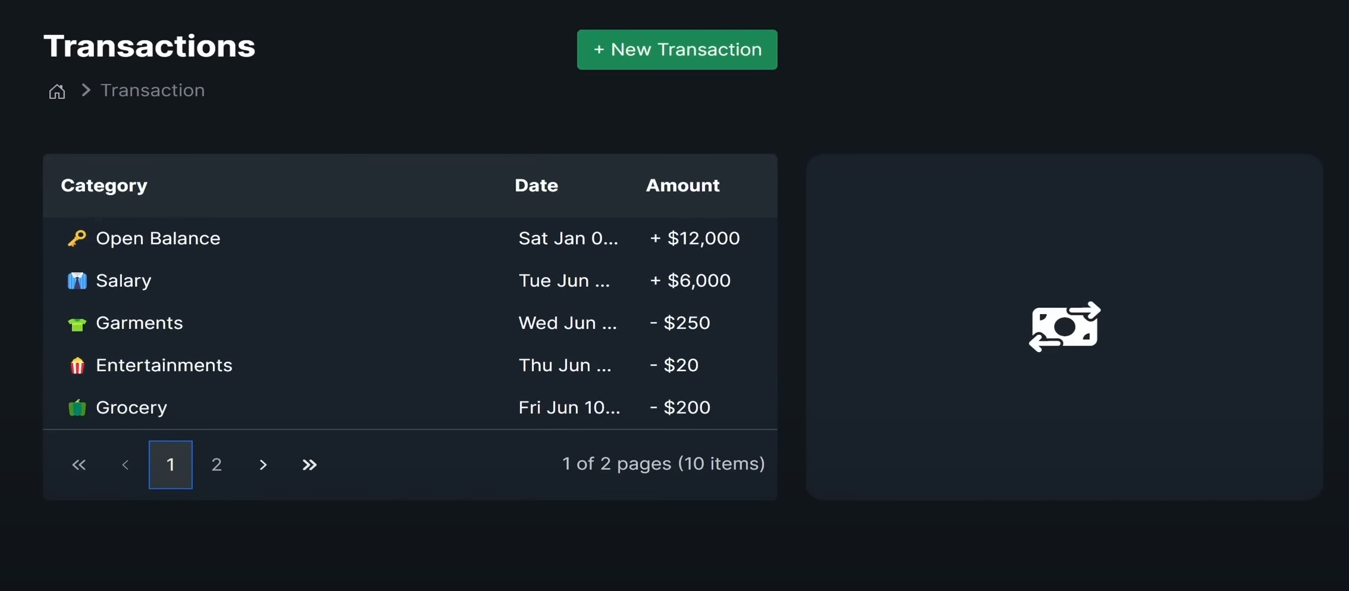 Transactions
+ New Transaction
Transaction
Category Date Amount
Open Balance Sat Jan 0... + $12,000
Salary Tue Jun ... + $6,000
Garments Wed Jun ... - $250
Entertainments Thu Jun ... - $20
Grocery Fri Jun 10... - $200
« ‹ 1 2 › » 1 of 2 pages (10 items)